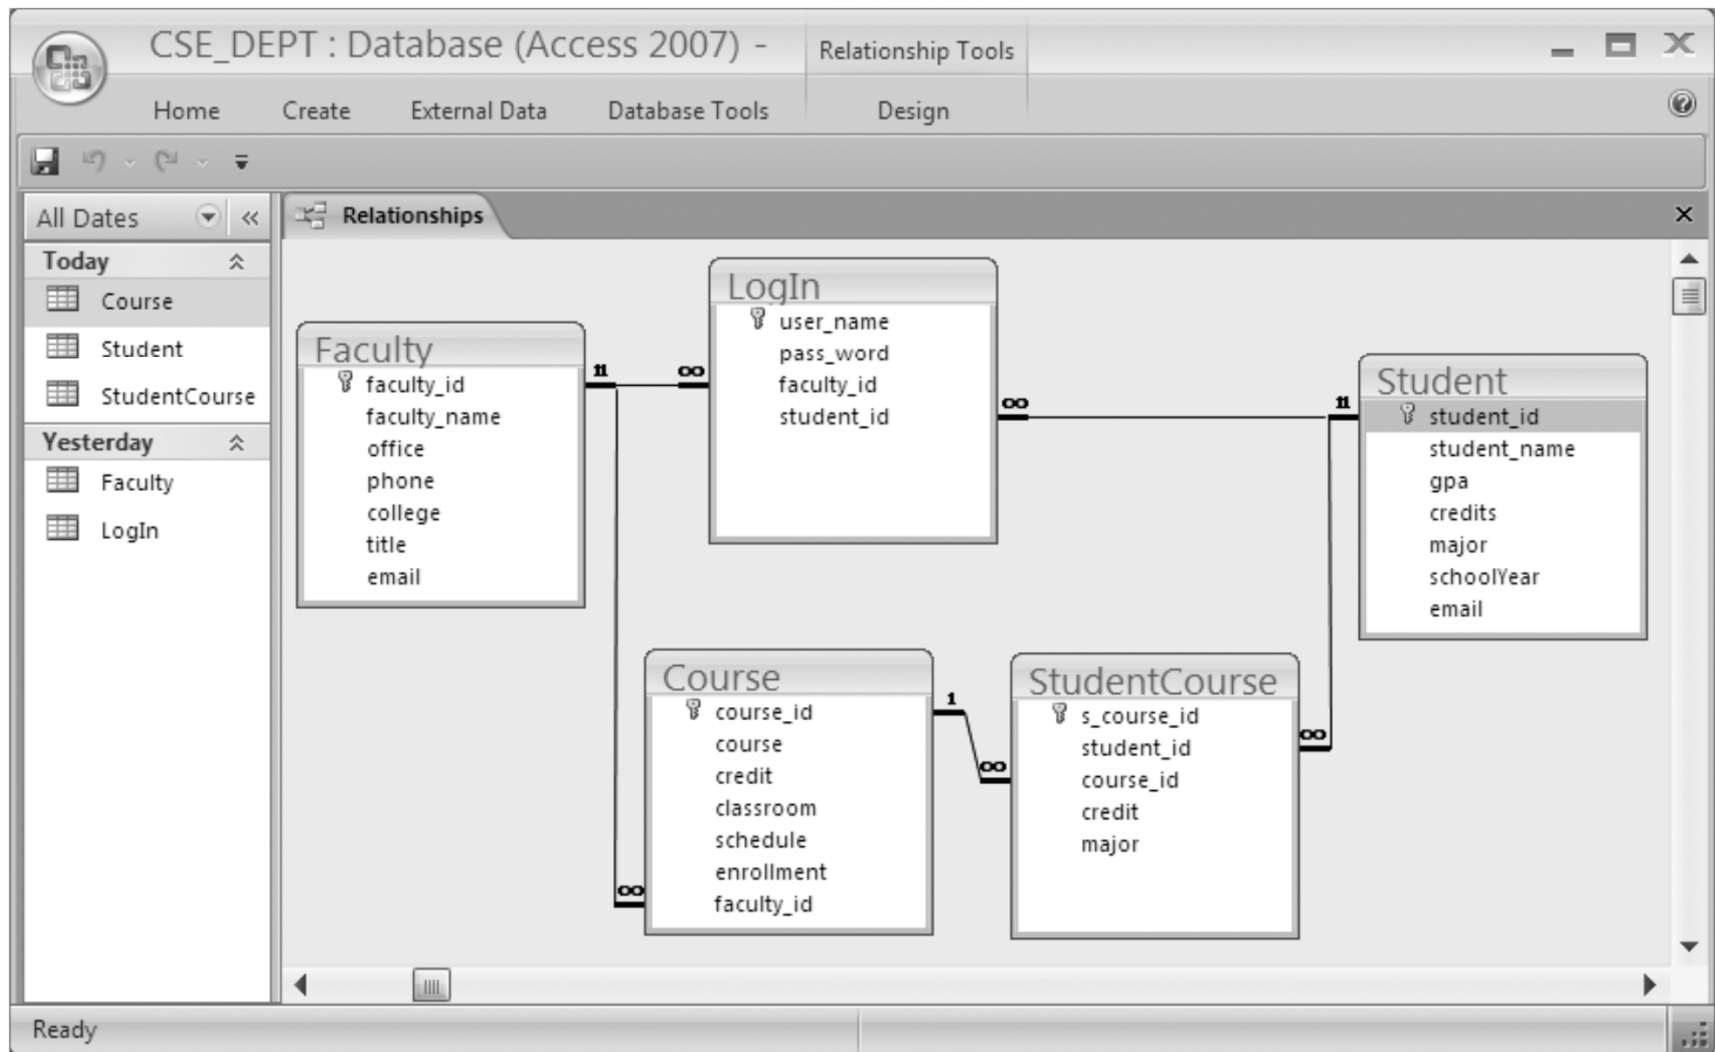 CSE_DEPT : Database (Access 2007) -
Relationship Tools
Home
Create
External Data
Database Tools
Design
All Dates
Relationships
Today
Course
Student
StudentCourse
Yesterday
Faculty
LogIn
Faculty
faculty_id
faculty_name
office
phone
college
title
email
1
∞
LogIn
user_name
pass_word
faculty_id
student_id
∞
1
Student
student_id
student_name
gpa
credits
major
schoolYear
email
Course
course_id
course
credit
classroom
schedule
enrollment
faculty_id
∞
1
∞
StudentCourse
s_course_id
student_id
course_id
credit
major
∞
Ready